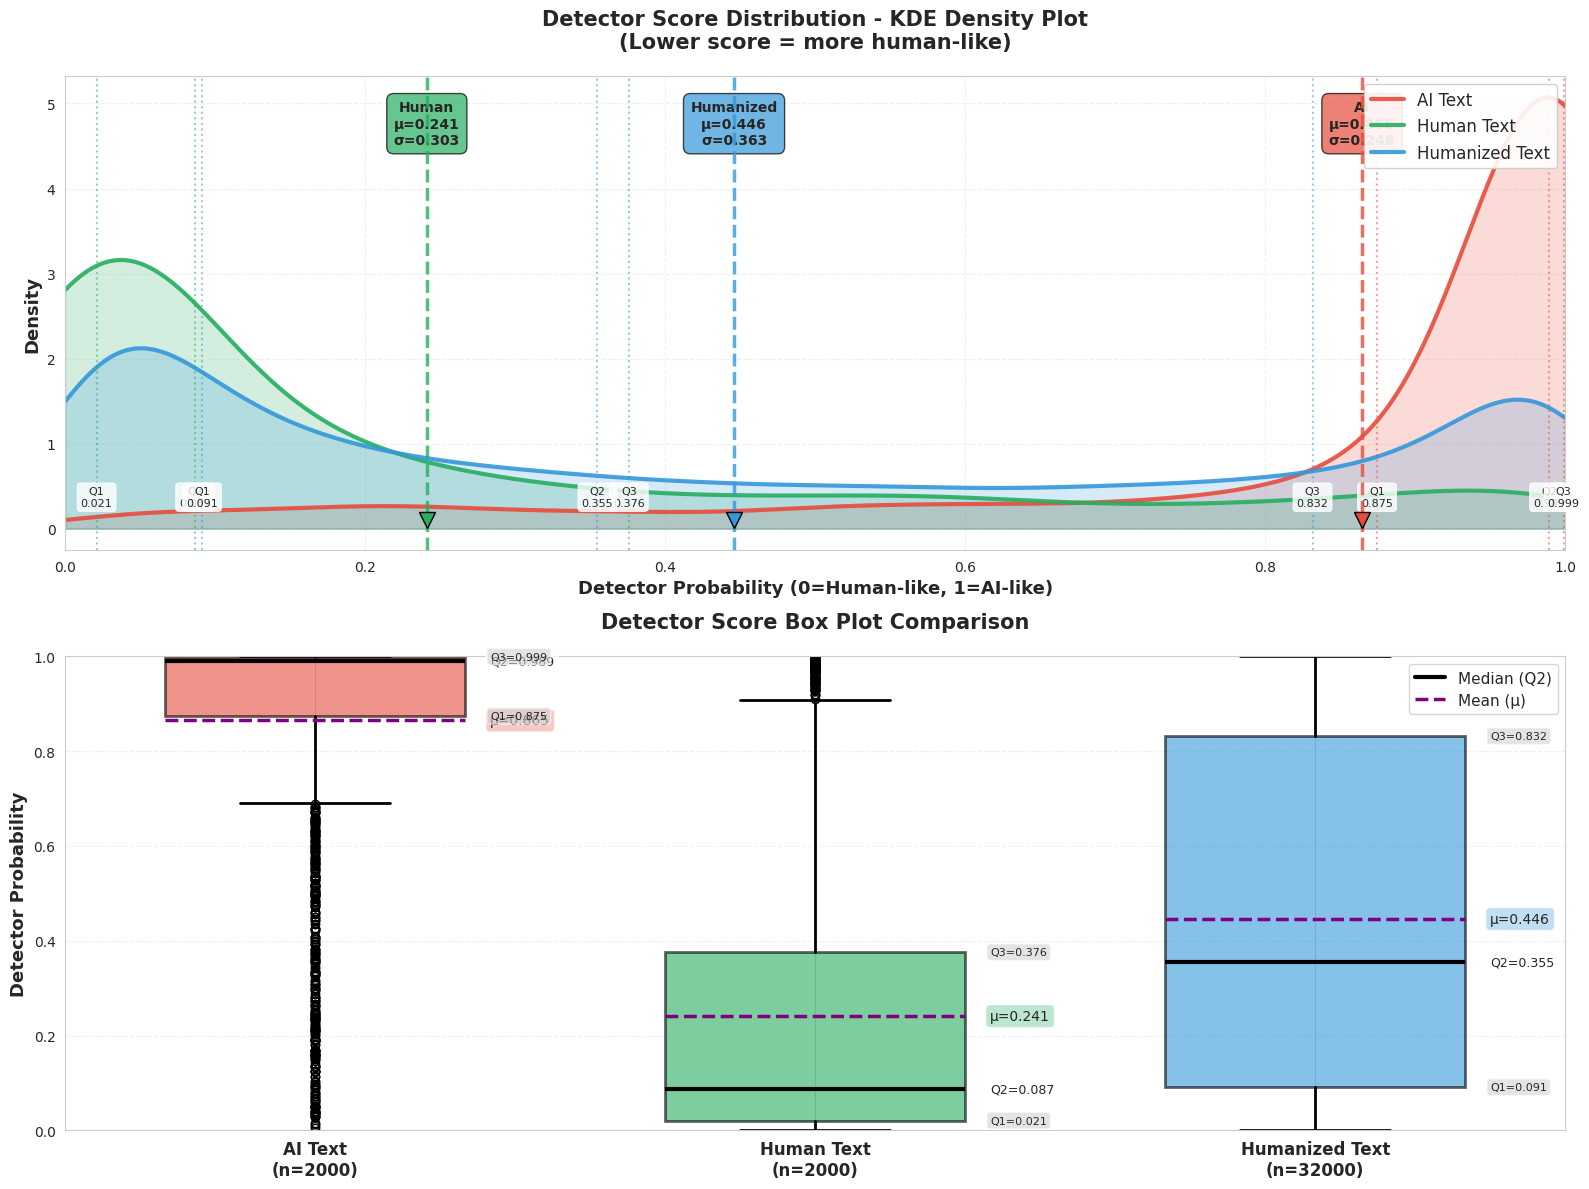 Detector Score Distribution - KDE Density Plot
(Lower score = more human-like)
Human
μ=0.241
σ=0.303
Humanized
μ=0.446
σ=0.363
σ=0.246
AI Text
Human Text
Humanized Text
Density
5
4
3
2
1
0
Q1
0.021
Q1
0.091
Q2
0.355
Q3
0.376
Q3
0.832
Q1
0.875
Q3
0.999
0.0
0.2
0.4
0.6
0.8
1.0
Detector Probability (0=Human-like, 1=AI-like)
Detector Score Box Plot Comparison
Detector Probability
1.0
0.8
0.6
0.4
0.2
0.0
Q3=0.999
Q2=0.989
Q1=0.875
μ=0.865
Q3=0.376
μ=0.241
Q2=0.087
Q1=0.021
Median (Q2)
Mean (μ)
Q3=0.832
μ=0.446
Q2=0.355
Q1=0.091
AI Text
(n=2000)
Human Text
(n=2000)
Humanized Text
(n=32000)